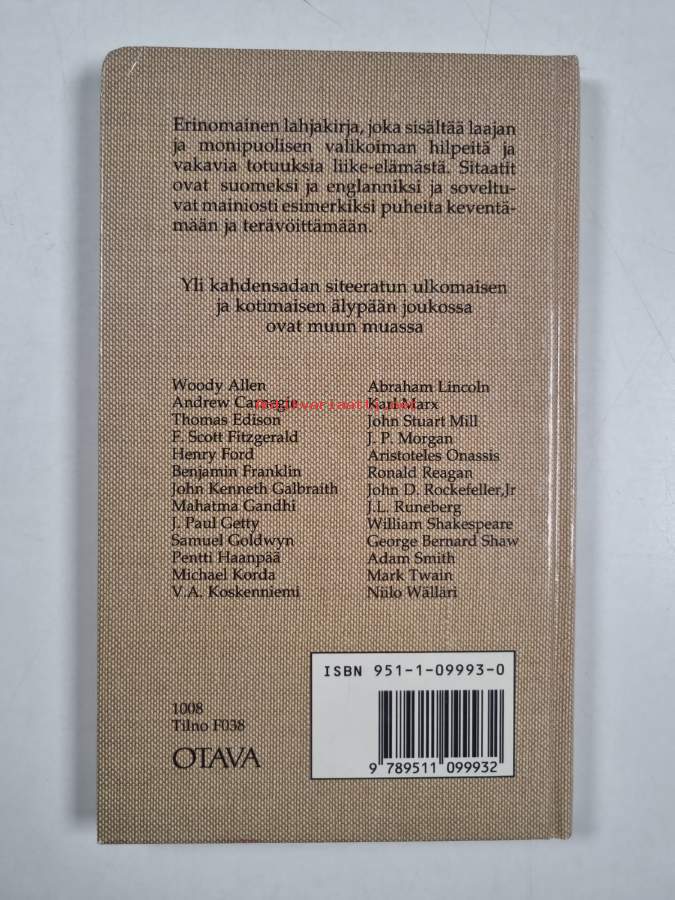 Erinomainen lahjakirja, joka sisältää laajan
ja monipuolisen valikoiman hilpeitä ja
vakavia totuuksia liike-elämästä. Sitaatit
ovat suomeksi ja englanniksi ja soveltu-
vat mainiosti esimerkiksi puheita keventä-
mään ja terävöittämään.
Yli kahdensadan siteeratun ulkomaisen
ja kotimaisen älypään joukossa
ovat muun muassa
Woody Allen
Andrew Carnegie
Thomas Edison
F. Scott Fitzgerald
Henry Ford
Benjamin Franklin
John Kenneth Galbraith
Mahatma Gandhi
J. Paul Getty
Samuel Goldwyn
Pentti Haanpää
Michael Korda
V.A. Koskenniemi
Abraham Lincoln
Karl Marx
John Stuart Mill
J. P. Morgan
Aristoteles Onassis
Ronald Reagan
John D. Rockefeller,Jr
J.L. Runeberg
William Shakespeare
George Bernard Shaw
Adam Smith
Mark Twain
Niilo Wälläri
1008
Tilno F038
OTAVA
ISBN 951-1-09993-0
9 789511 099932